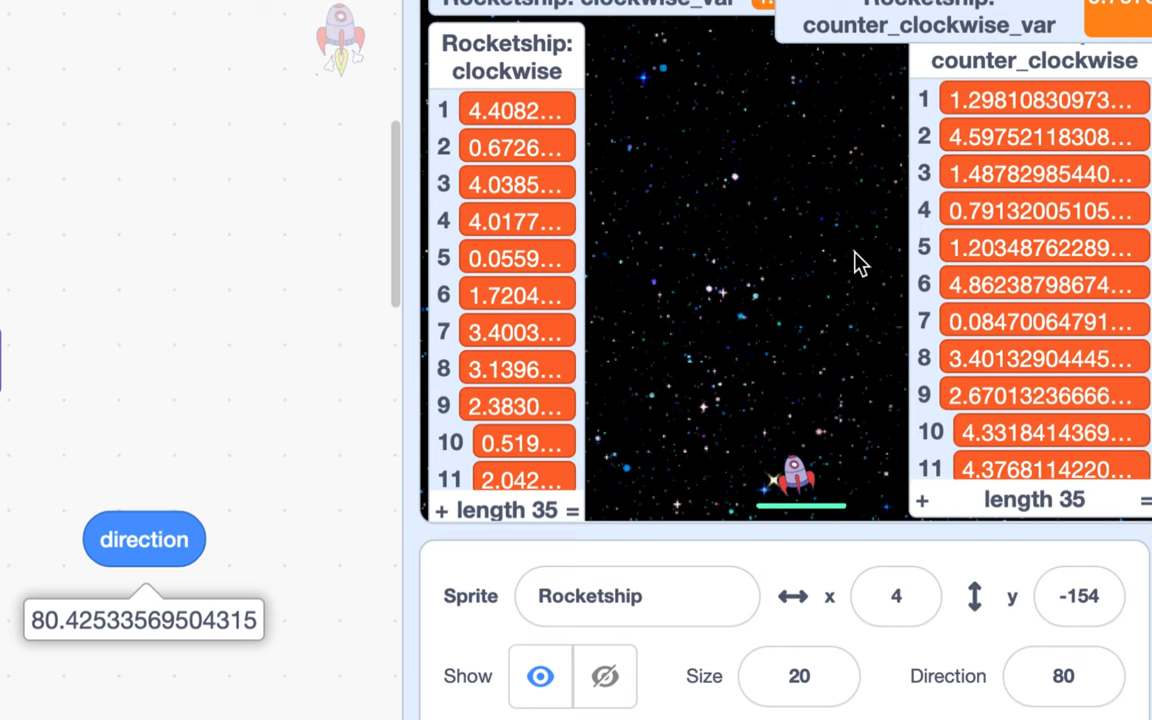 Rocketship: clockwise_var
Rocketship:
counter_clockwise_var
Rocketship:
clockwise
1 4.4082...
2 0.6726...
3 4.0385...
4 4.0177...
5 0.0559...
6 1.7204...
7 3.4003...
8 3.1396...
9 2.3830...
10 0.519...
11 2.042...
+ length 35 =
counter_clockwise
1 1.29810830973...
2 4.59752118308...
3 1.48782985440...
4 0.79132005105...
5 1.20348762289...
6 4.86238798674...
7 0.08470064791...
8 3.40132904445...
9 2.67013236666...
10 4.3318414369...
11 4.3768114220...
+ length 35 =
direction
80.42533569504315
Sprite Rocketship x 4 y -154
Show Size 20 Direction 80